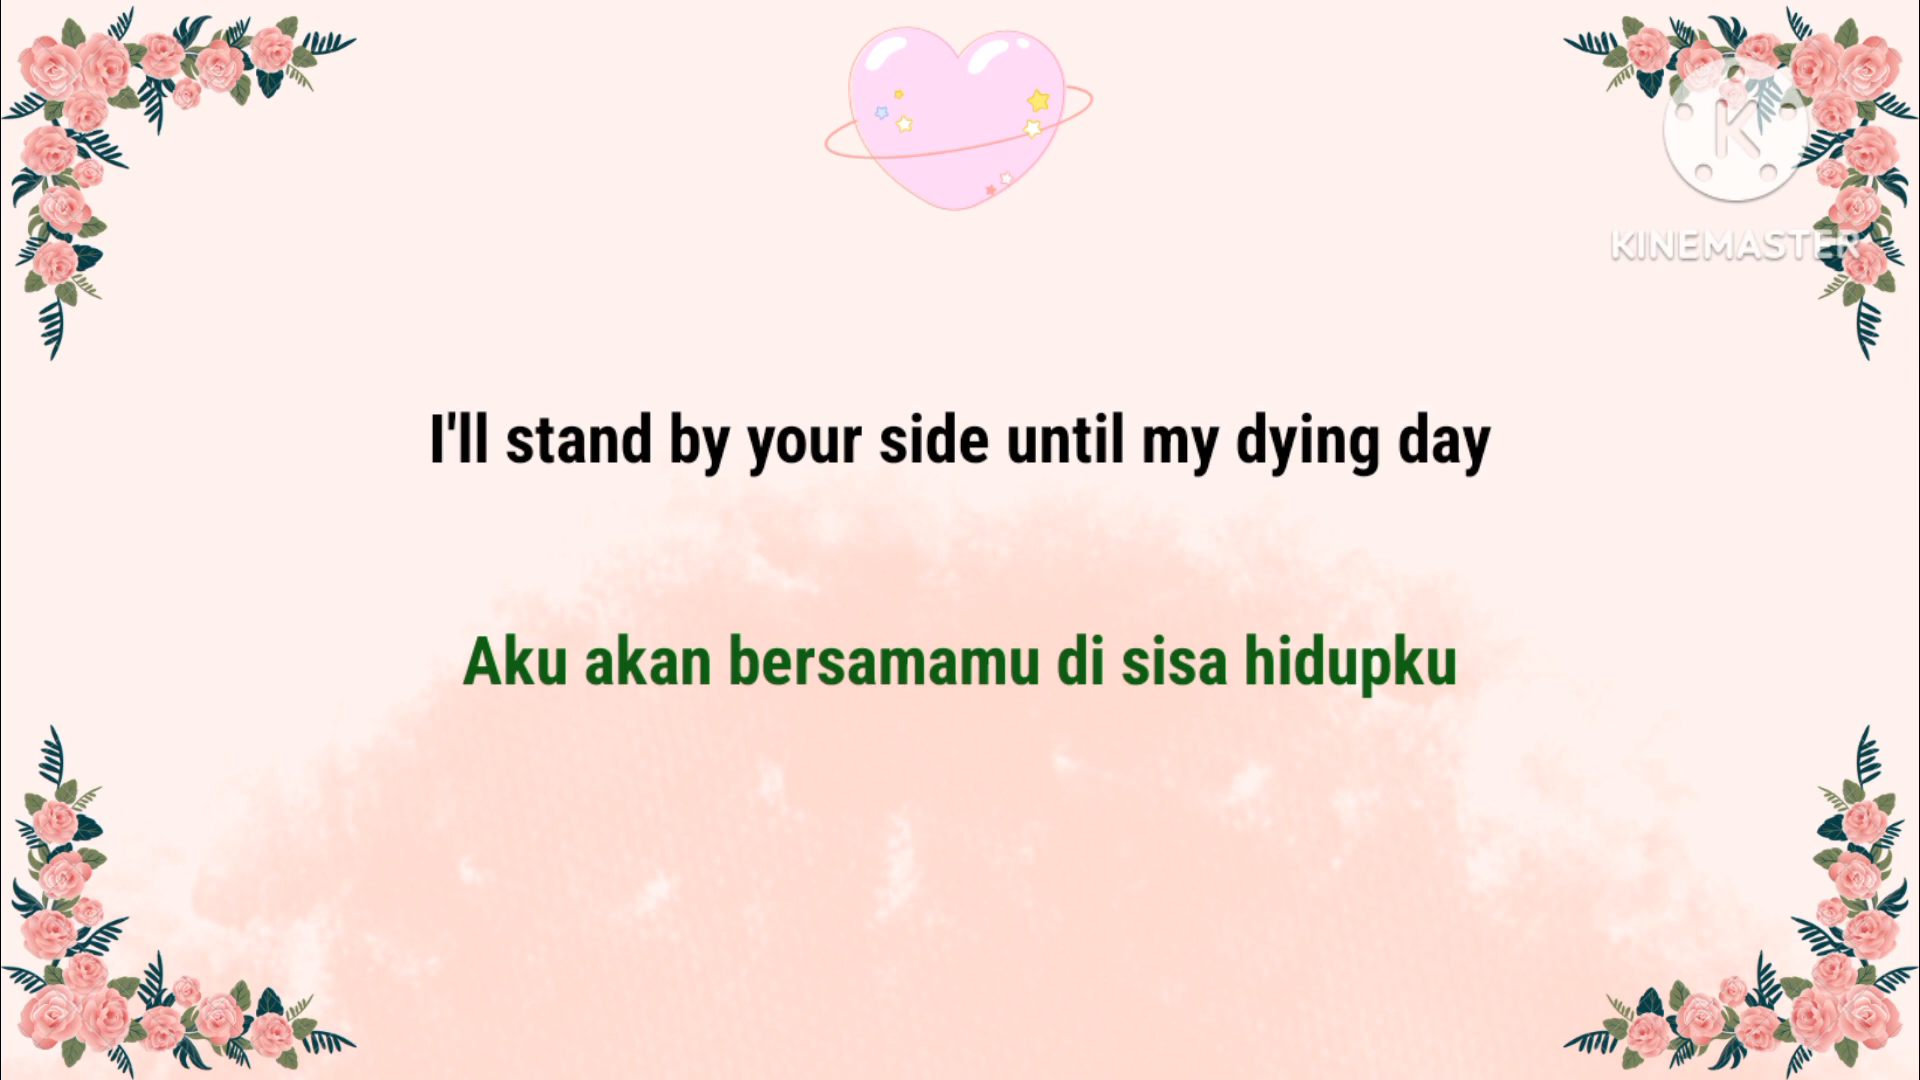 K
KINEMASTER
I'll stand by your side until my dying day
Aku akan bersamamu di sisa hidupku